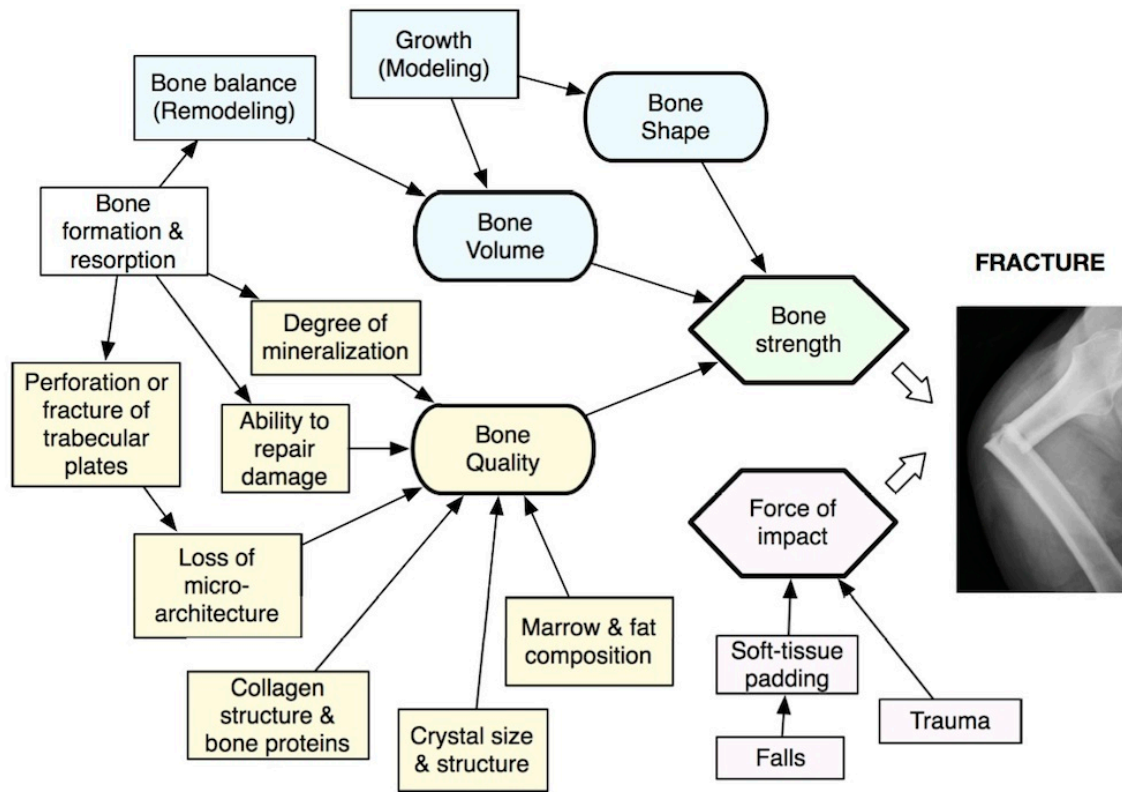 Growth
(Modeling)
Bone balance
(Remodeling)
Bone
Shape
Bone
formation &
resorption
Bone
Volume
FRACTURE
Bone
strength
Degree of
mineralization
Perforation or
fracture of
trabecular
plates
Ability to
repair
damage
Bone
Quality
Force of
impact
Loss of
micro-
architecture
Marrow & fat
composition
Soft-tissue
padding
Collagen
structure &
bone proteins
Crystal size
& structure
Trauma
Falls